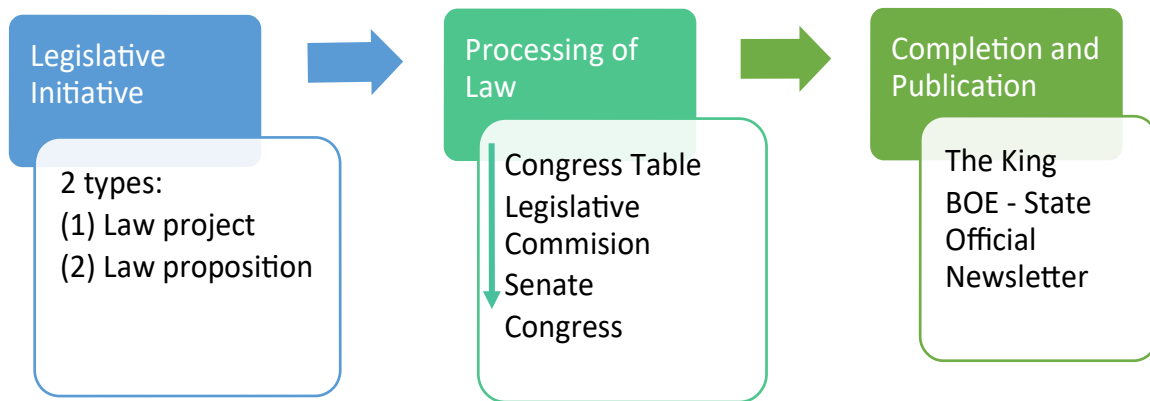 Legislative
Initiative
2 types:
(1) Law project
(2) Law proposition
Processing of
Law
Congress Table
Legislative
Commision
Senate
Congress
Completion and
Publication
The King
BOE - State
Official
Newsletter